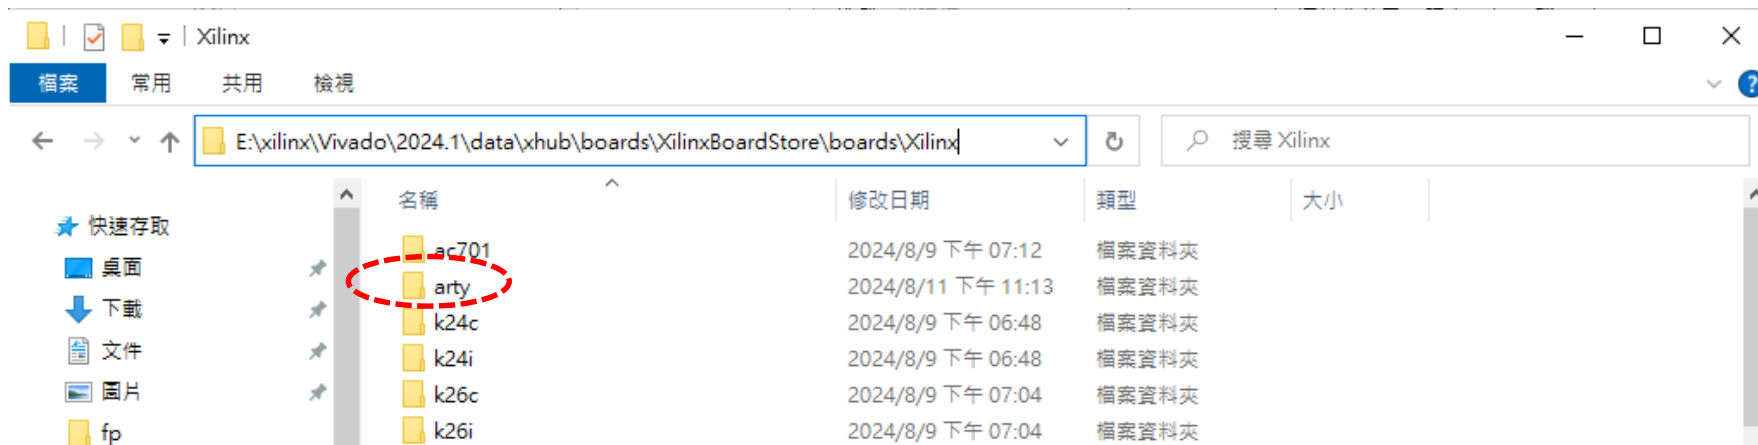 Xilinx
檔案 常用 共用 檢視
E:\xilinx\Vivado\2024.1\data\xhub\boards\XilinxBoardStore\boards\Xilinx 搜尋 Xilinx
名稱 修改日期 類型 大小
快速存取
桌面
下載
文件
圖片
fp
ac701 2024/8/9 下午 07:12 檔案資料夾
arty 2024/8/11 下午 11:13 檔案資料夾
k24c 2024/8/9 下午 06:48 檔案資料夾
k24i 2024/8/9 下午 06:48 檔案資料夾
k26c 2024/8/9 下午 07:04 檔案資料夾
k26i 2024/8/9 下午 07:04 檔案資料夾